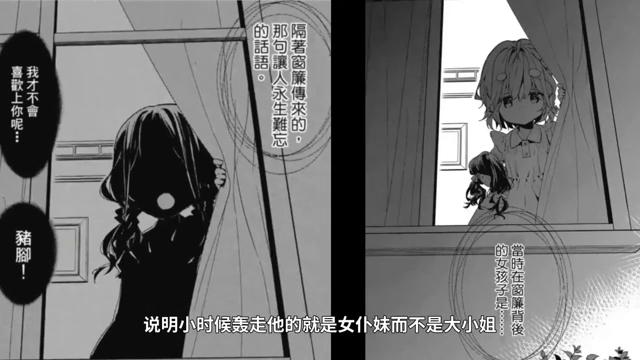 隔著窗簾傳來的，
那句讓人永生難忘
的話語。
我才不會
喜歡上你呢…
豬腳！
當時在窗簾背後
的女孩子是……
说明小时候轰走他的就是女仆妹而不是大小姐